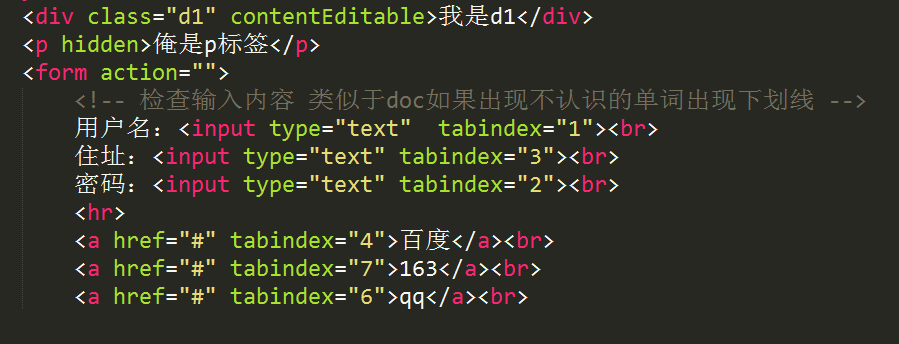 <div class="d1" contentEditable>我是d1</div>
<p hidden>俺是p标签</p>
<form action="">
<!-- 检查输入内容 类似于doc如果出现不认识的单词出现下划线 -->
用户名：<input type="text"  tabindex="1"><br>
住址：<input type="text" tabindex="3"><br>
密码：<input type="text" tabindex="2"><br>
<hr>
<a href="#" tabindex="4">百度</a><br>
<a href="#" tabindex="7">163</a><br>
<a href="#" tabindex="6">qq</a><br>